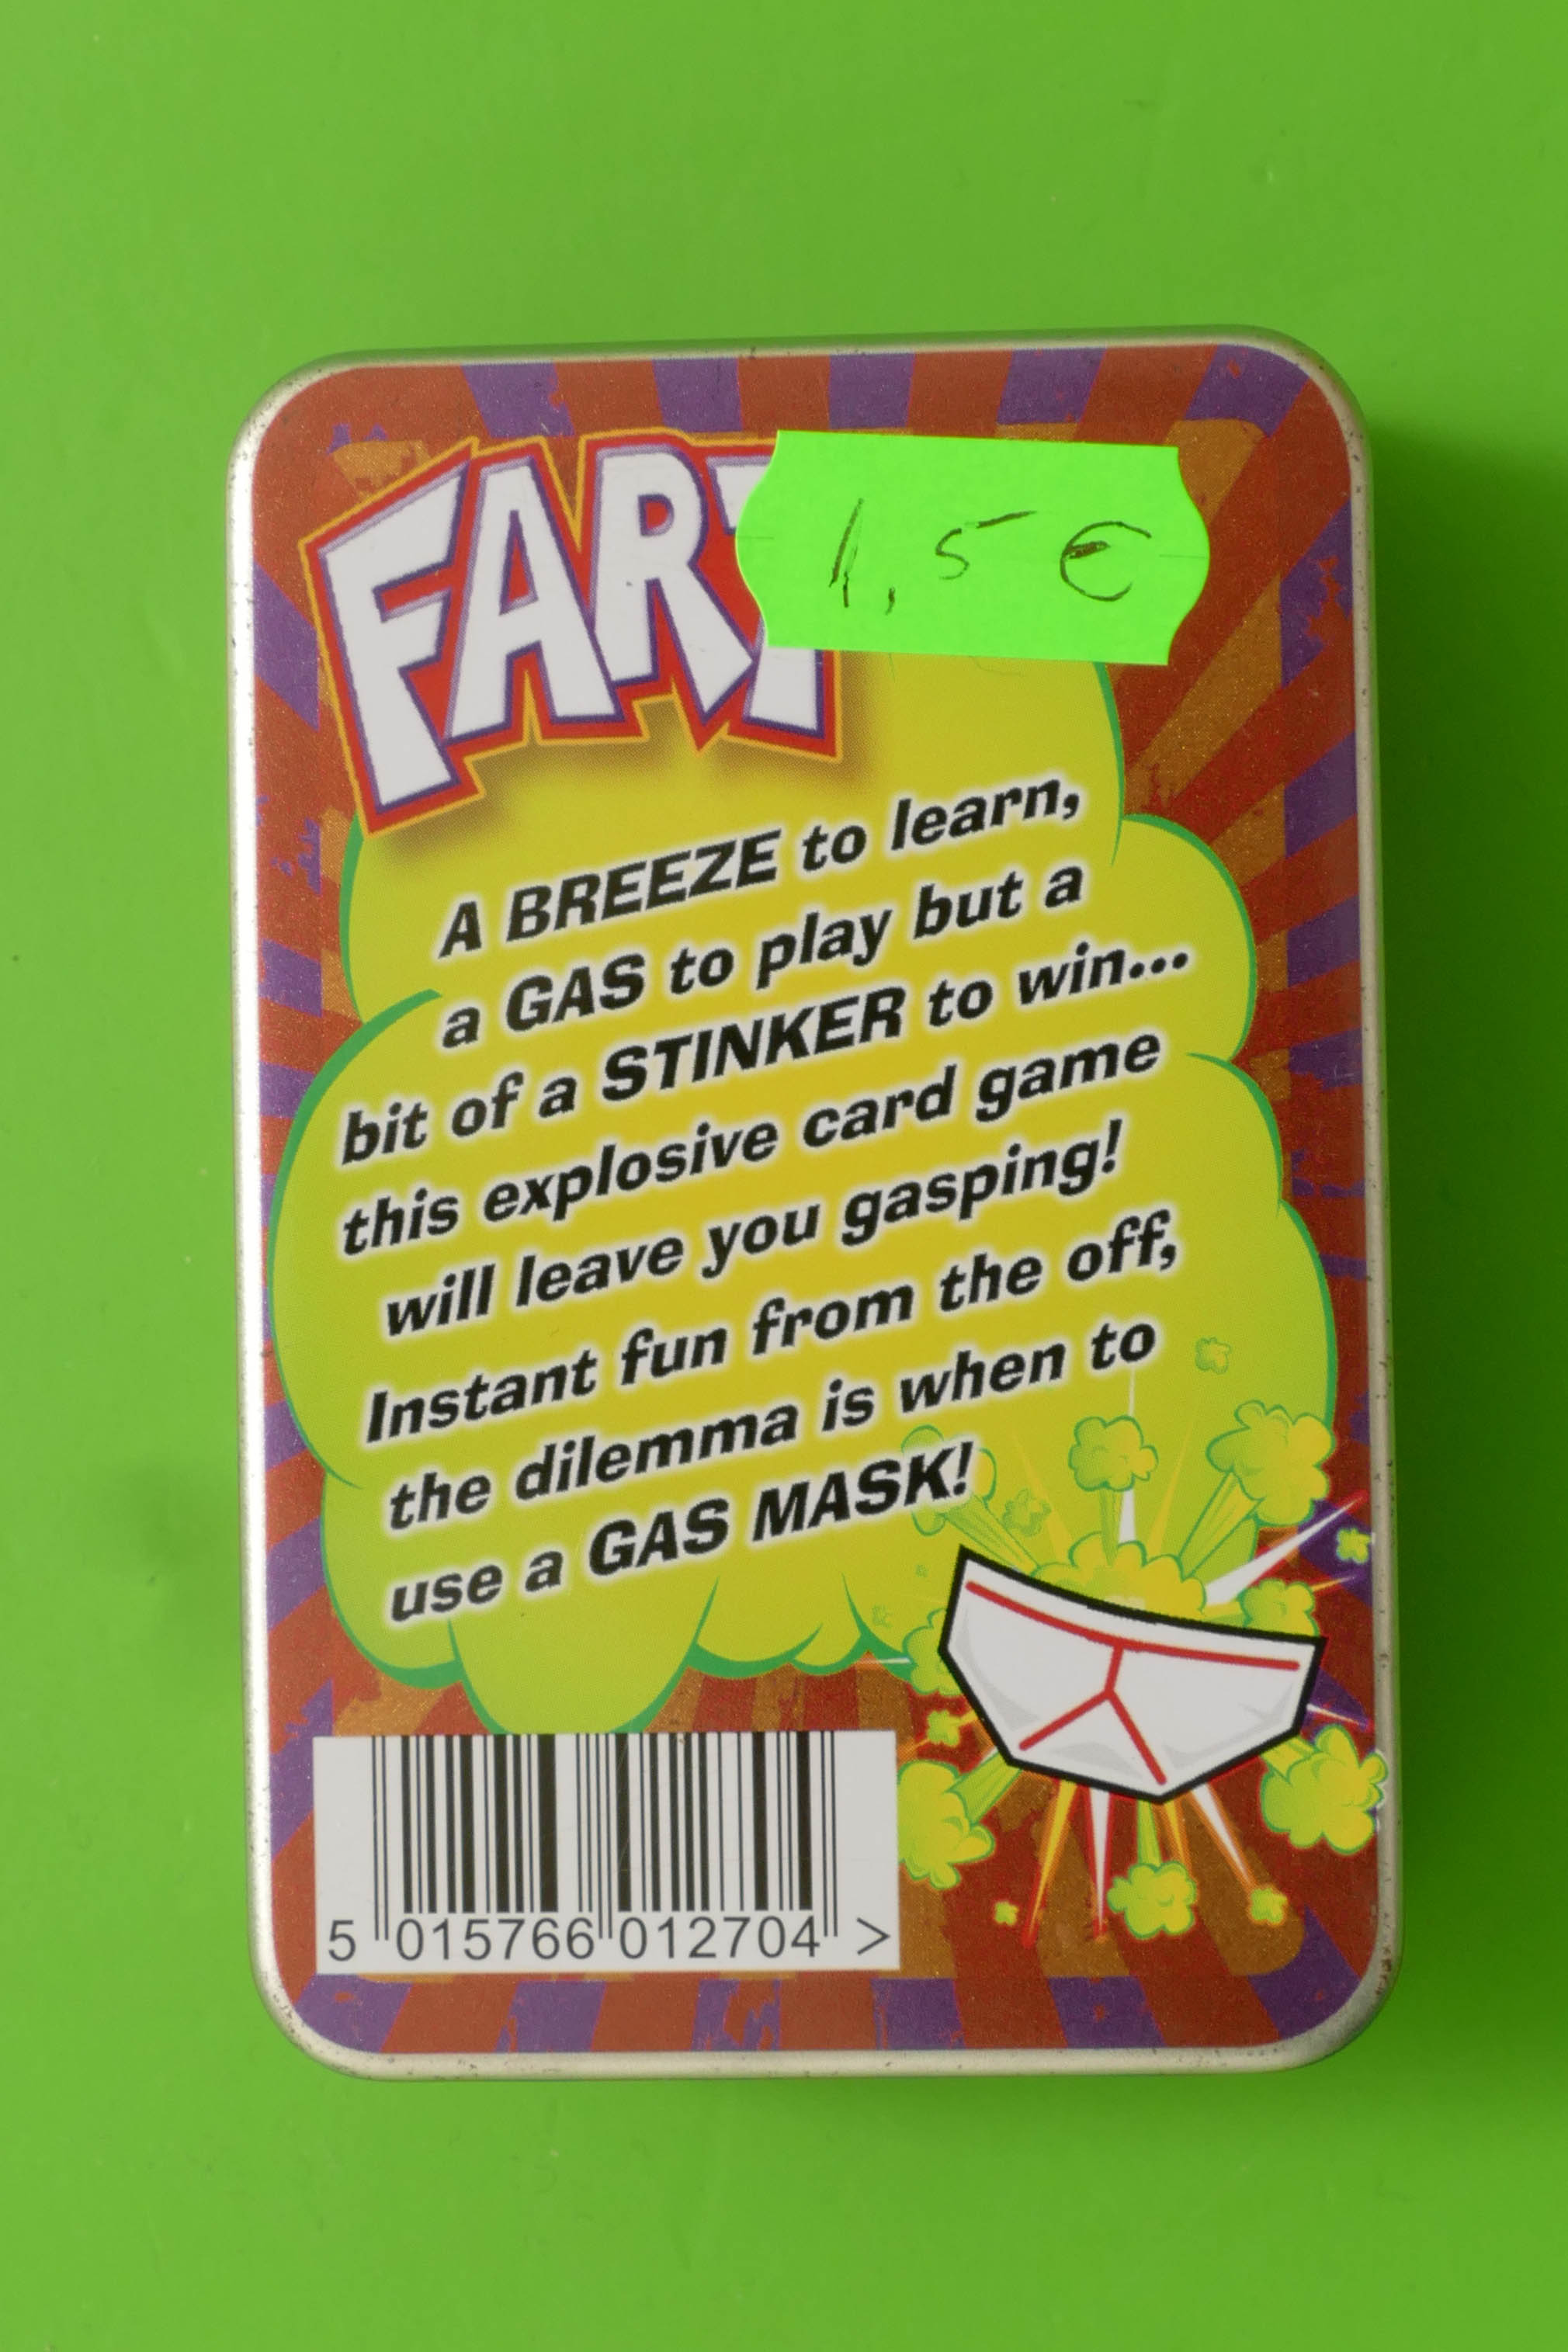 FART
1,5 €
A BREEZE to learn,
a GAS to play but a
bit of a STINKER to win...
this explosive card game
will leave you gasping!
Instant fun from the off,
the dilemma is when to
use a GAS MASK!
5 015766 012704 >